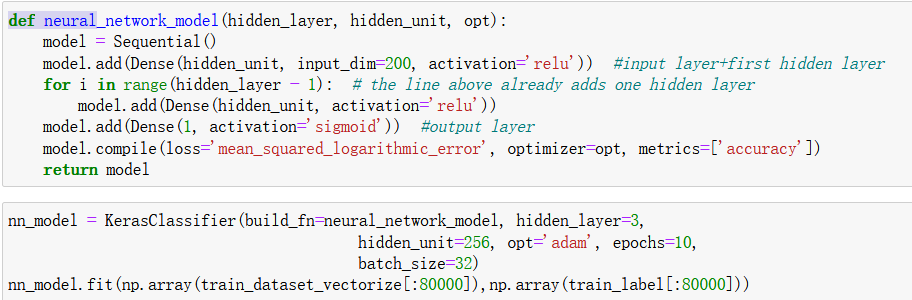 def neural_network_model(hidden_layer, hidden_unit, opt):
    model = Sequential()
    model.add(Dense(hidden_unit, input_dim=200, activation='relu'))  #input layer+first hidden layer
    for i in range(hidden_layer - 1):  # the line above already adds one hidden layer
        model.add(Dense(hidden_unit, activation='relu'))
    model.add(Dense(1, activation='sigmoid'))  #output layer
    model.compile(loss='mean_squared_logarithmic_error', optimizer=opt, metrics=['accuracy'])
    return model
nn_model = KerasClassifier(build_fn=neural_network_model, hidden_layer=3,
                                    hidden_unit=256, opt='adam', epochs=10,
                                    batch_size=32)
nn_model.fit(np.array(train_dataset_vectorize[:80000]),np.array(train_label[:80000]))